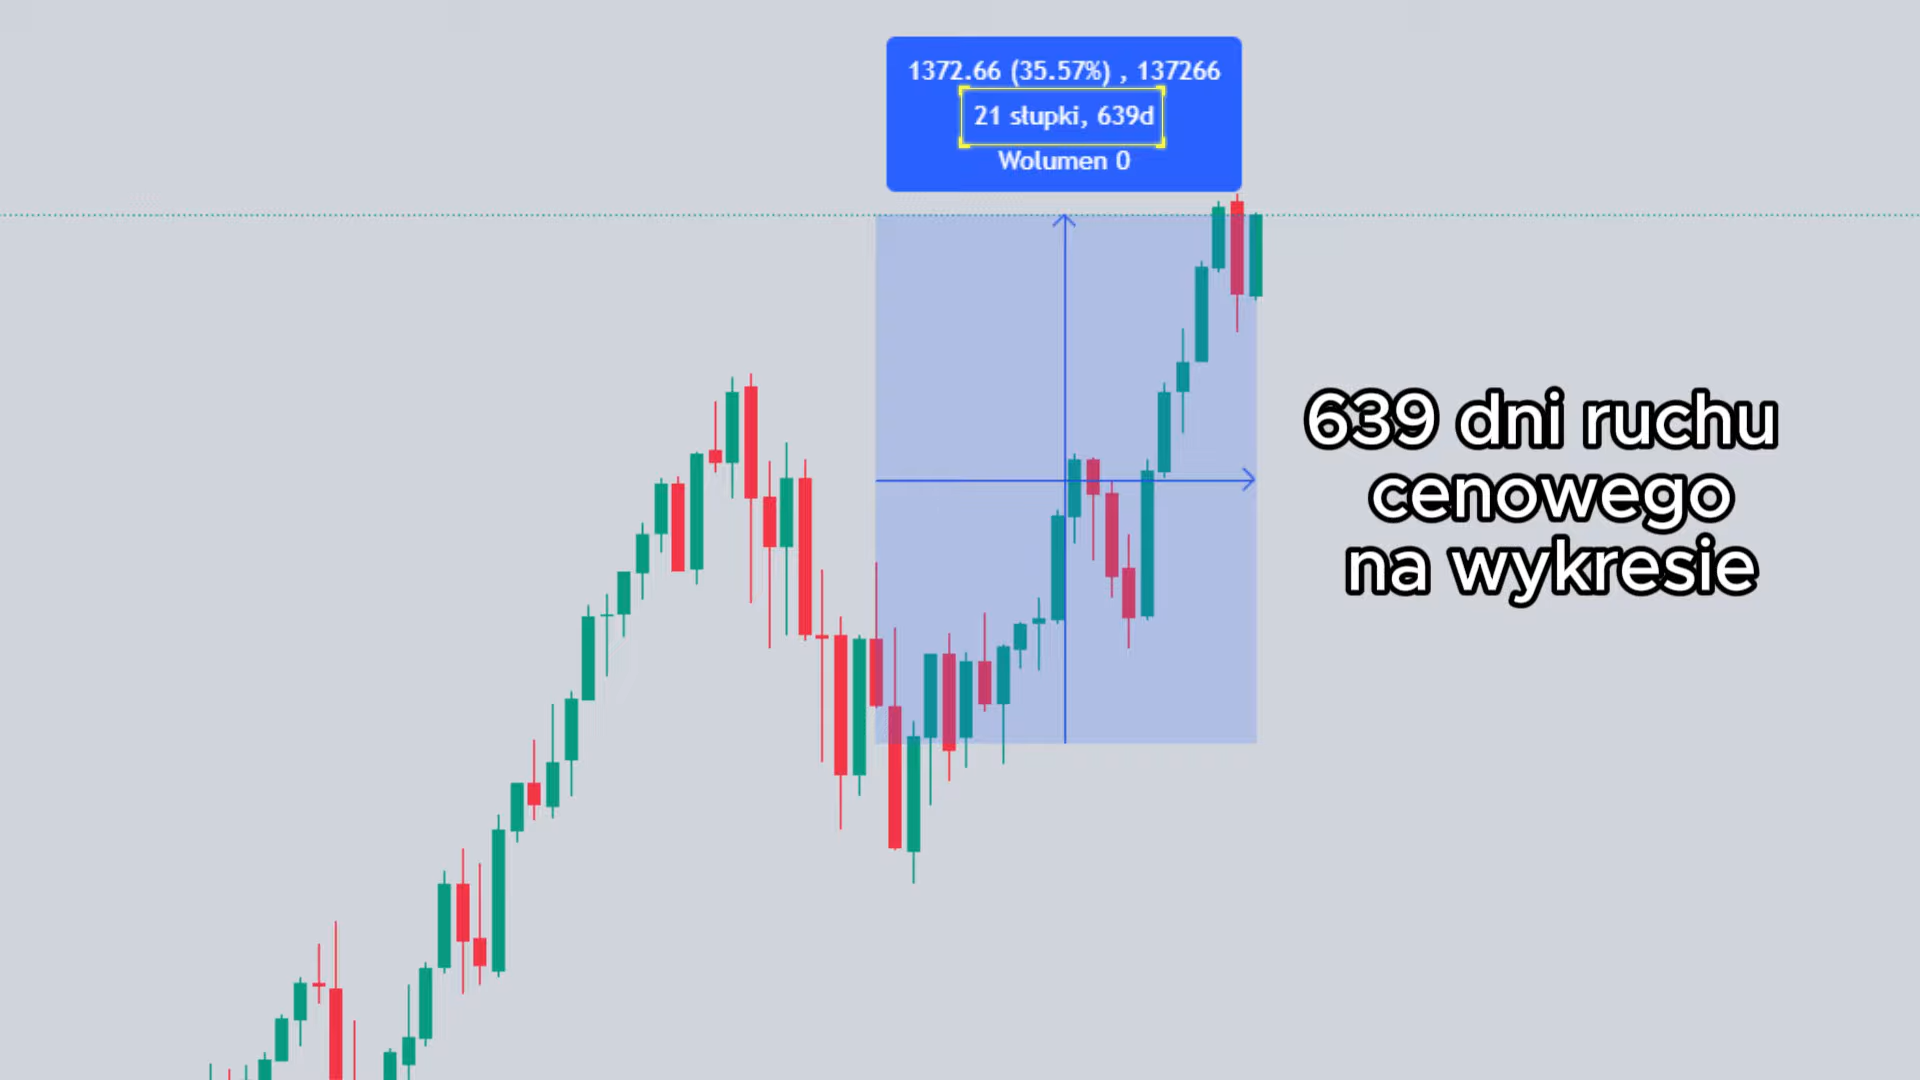 1372.66 (35.57%) , 137266
21 słupki, 639d
Wolumen 0
639 dni ruchu
cenowego
na wykresie